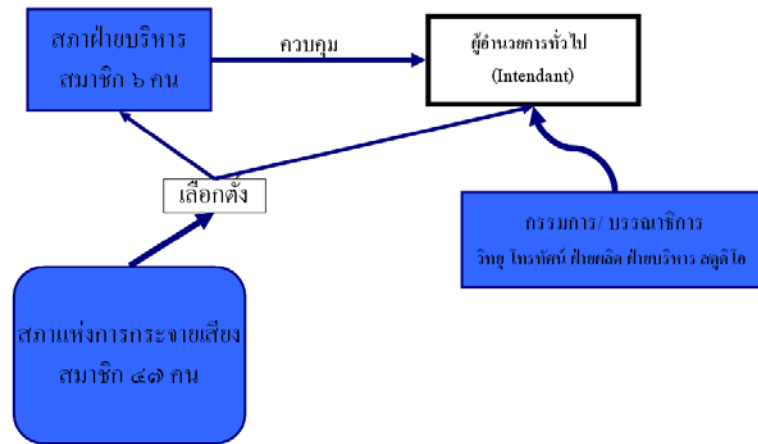 สภาฝ่ายบริหาร
สมาชิก ๖ คน
ควบคุม
ผู้อำนวยการทั่วไป
(Intendant)
เลือกตั้ง
กรรมการ/ บรรณาธิการ
วิทยุ โทรทัศน์ ฝ่ายผลิต ฝ่ายบริหาร สตูดิโอ
สภาแห่งการกระจายเสียง
สมาชิก ๔๗ คน